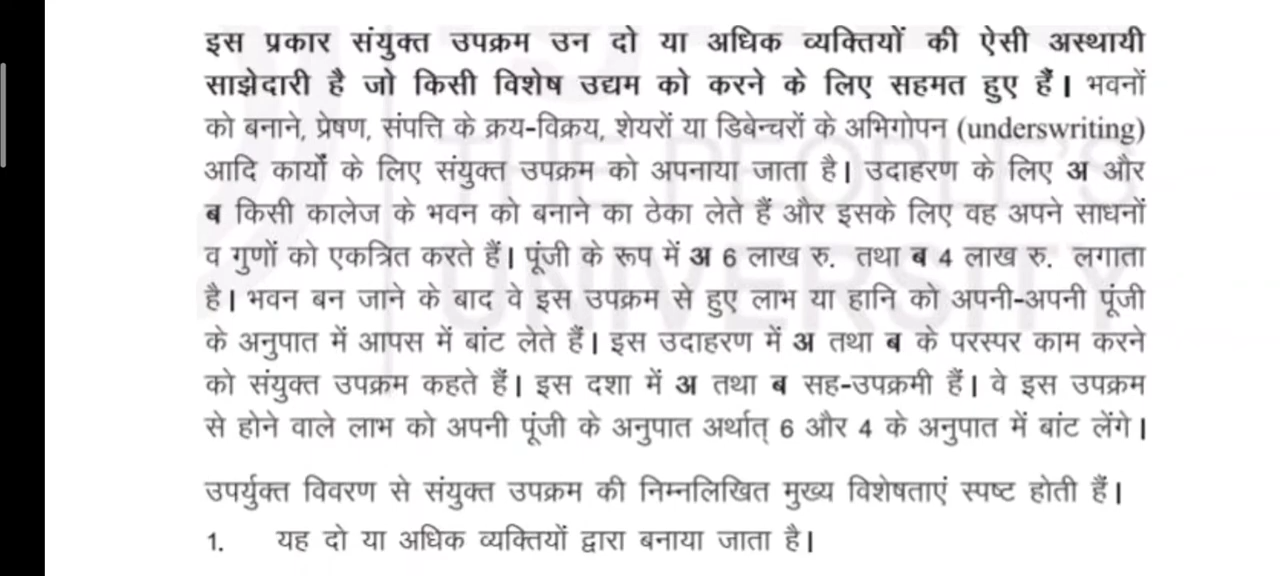 इस प्रकार संयुक्त उपक्रम उन दो या अधिक व्यक्तियों की ऐसी अस्थायी
साझेदारी है जो किसी विशेष उद्यम को करने के लिए सहमत हुए हैं। भवनों
को बनाने, प्रेषण, संपत्ति के क्रय-विक्रय, शेयरों या डिबेन्चरों के अभिगोपन (underswriting)
आदि कार्यों के लिए संयुक्त उपक्रम को अपनाया जाता है। उदाहरण के लिए अ और
ब किसी कालेज के भवन को बनाने का ठेका लेते हैं और इसके लिए वह अपने साधनों
व गुणों को एकत्रित करते हैं। पूंजी के रूप में अ 6 लाख रु. तथा ब 4 लाख रु. लगाता
है। भवन बन जाने के बाद वे इस उपक्रम से हुए लाभ या हानि को अपनी-अपनी पूंजी
के अनुपात में आपस में बांट लेते हैं। इस उदाहरण में अ तथा ब के परस्पर काम करने
को संयुक्त उपक्रम कहते हैं। इस दशा में अ तथा ब सह-उपक्रमी हैं। वे इस उपक्रम
से होने वाले लाभ को अपनी पूंजी के अनुपात अर्थात् 6 और 4 के अनुपात में बांट लेंगे।
उपर्युक्त विवरण से संयुक्त उपक्रम की निम्नलिखित मुख्य विशेषताएं स्पष्ट होती हैं।
1. यह दो या अधिक व्यक्तियों द्वारा बनाया जाता है।
THE PEOPLE'S
UNIVERSITY